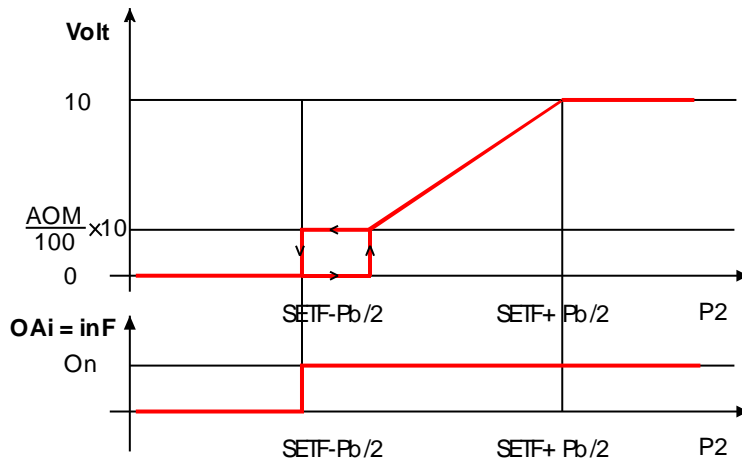 Volt
10
AOM
100 ×10
0
SETF-Pb/2 SETF+ Pb/2 P2
OAi = inF
On
SETF-Pb/2 SETF+ Pb/2 P2